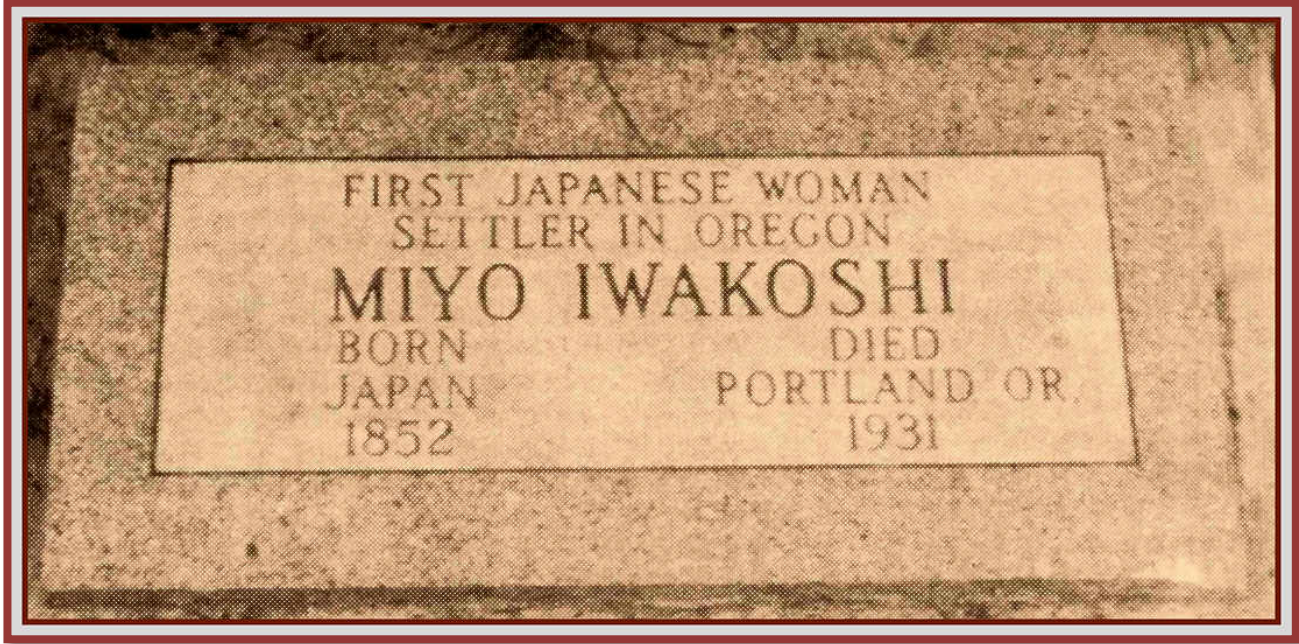 FIRST JAPANESE WOMAN
SETTLER IN OREGON
MIYO IWAKOSHI
BORN DIED
JAPAN PORTLAND OR.
1852 1931